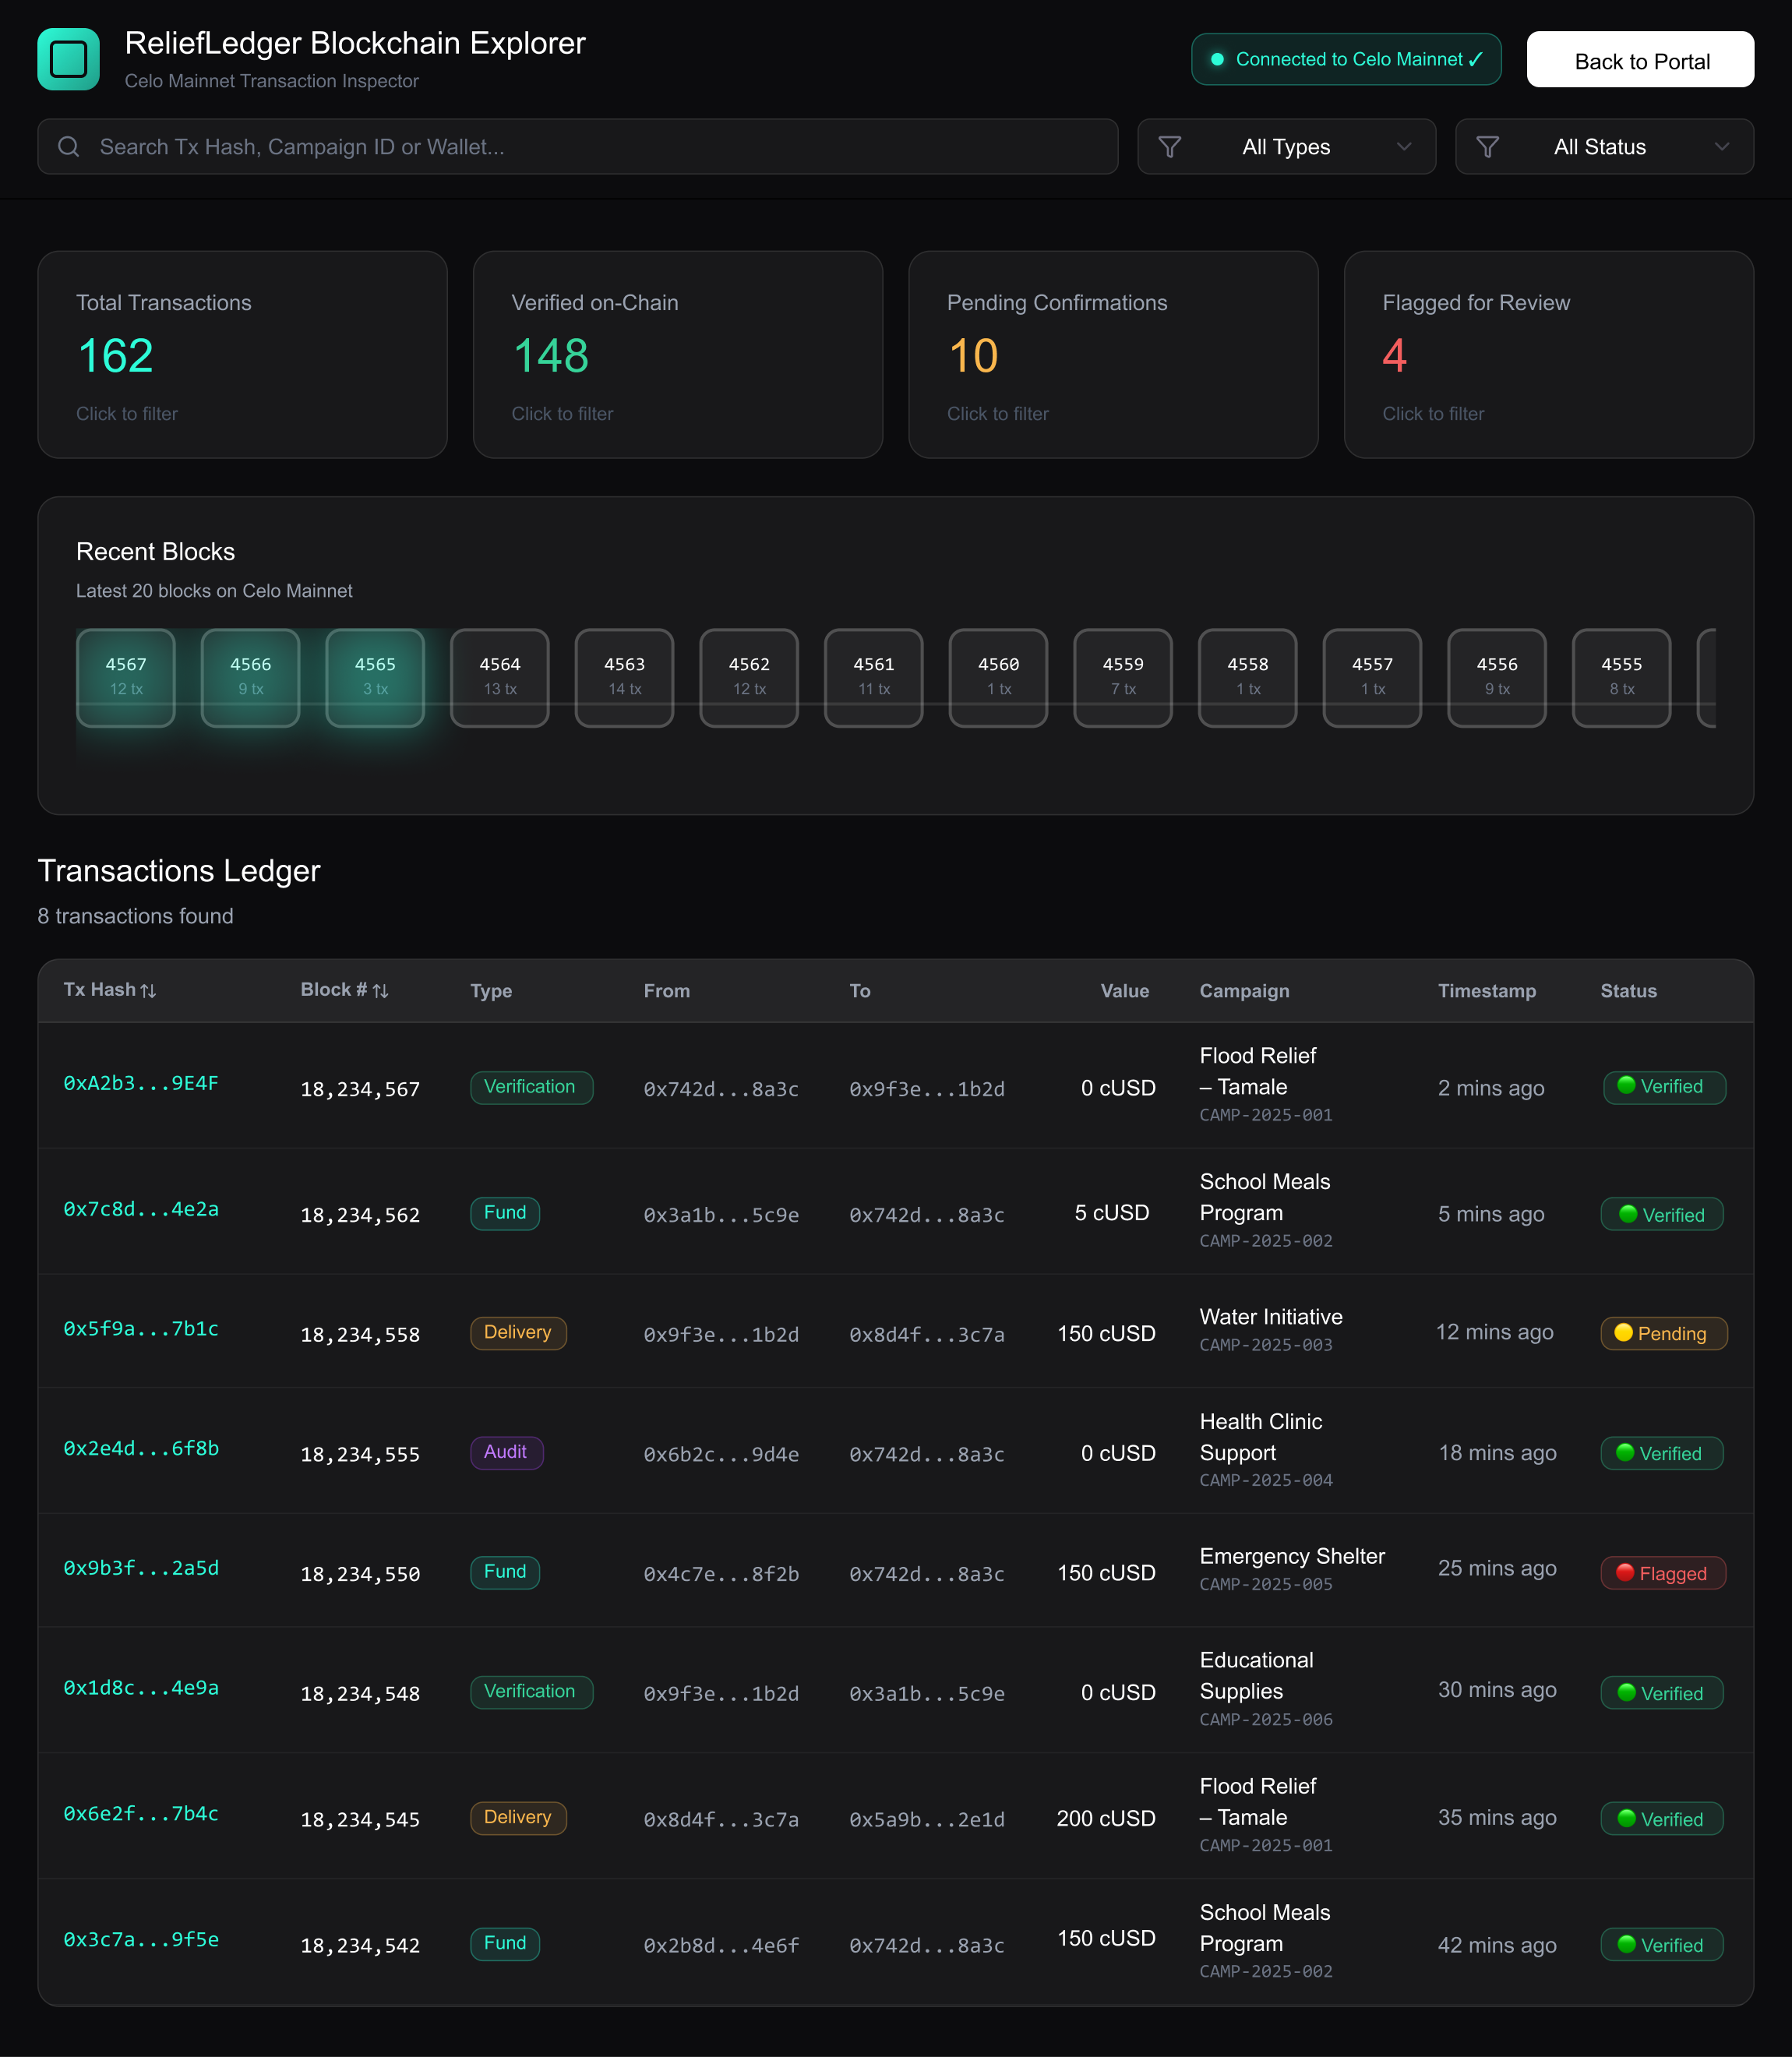 ReliefLedger Blockchain Explorer
Celo Mainnet Transaction Inspector
Connected to Celo Mainnet ✓
Back to Portal
Search Tx Hash, Campaign ID or Wallet...
All Types
All Status
Total Transactions
162
Click to filter
Verified on-Chain
148
Click to filter
Pending Confirmations
10
Click to filter
Flagged for Review
4
Click to filter
Recent Blocks
Latest 20 blocks on Celo Mainnet
4567
12 tx
4566
9 tx
4565
3 tx
4564
13 tx
4563
14 tx
4562
12 tx
4561
11 tx
4560
1 tx
4559
7 tx
4558
1 tx
4557
1 tx
4556
9 tx
4555
8 tx
Transactions Ledger
8 transactions found
Tx Hash Block # Type From To Value Campaign Timestamp Status
0xA2b3...9E4F 18,234,567 Verification 0x742d...8a3c 0x9f3e...1b2d 0 cUSD
Flood Relief
– Tamale
CAMP-2025-001
2 mins ago Verified
0x7c8d...4e2a 18,234,562 Fund 0x3a1b...5c9e 0x742d...8a3c 5 cUSD
School Meals
Program
CAMP-2025-002
5 mins ago Verified
0x5f9a...7b1c 18,234,558 Delivery 0x9f3e...1b2d 0x8d4f...3c7a 150 cUSD
Water Initiative
CAMP-2025-003
12 mins ago Pending
0x2e4d...6f8b 18,234,555 Audit 0x6b2c...9d4e 0x742d...8a3c 0 cUSD
Health Clinic
Support
CAMP-2025-004
18 mins ago Verified
0x9b3f...2a5d 18,234,550 Fund 0x4c7e...8f2b 0x742d...8a3c 150 cUSD
Emergency Shelter
CAMP-2025-005
25 mins ago Flagged
0x1d8c...4e9a 18,234,548 Verification 0x9f3e...1b2d 0x3a1b...5c9e 0 cUSD
Educational
Supplies
CAMP-2025-006
30 mins ago Verified
0x6e2f...7b4c 18,234,545 Delivery 0x8d4f...3c7a 0x5a9b...2e1d 200 cUSD
Flood Relief
– Tamale
CAMP-2025-001
35 mins ago Verified
0x3c7a...9f5e 18,234,542 Fund 0x2b8d...4e6f 0x742d...8a3c 150 cUSD
School Meals
Program
CAMP-2025-002
42 mins ago Verified